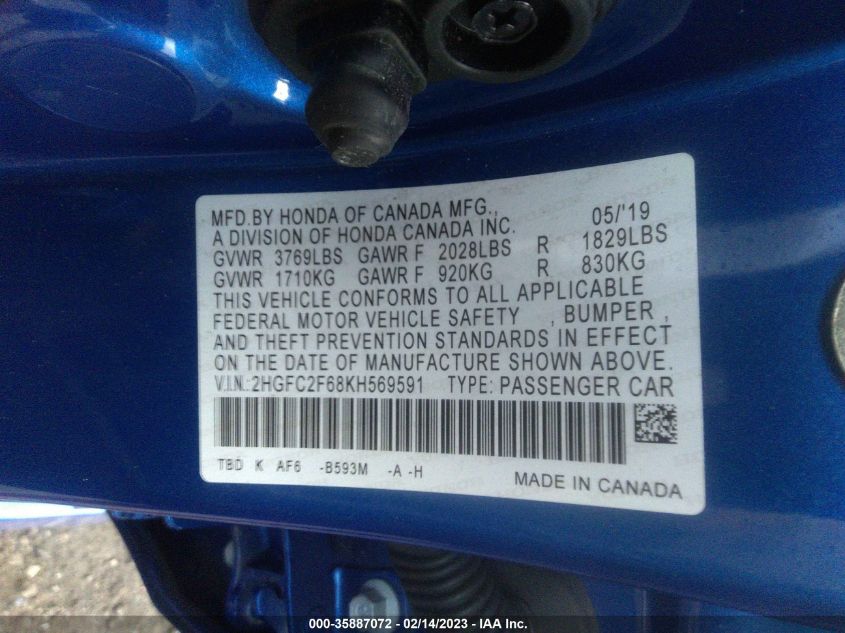 MFD.BY HONDA OF CANADA MFG., 05/'19
A DIVISION OF HONDA CANADA INC.
GVWR 3769LBS GAWR F 2028LBS R 1829LBS
GVWR 1710KG GAWR F 920KG R 830KG
THIS VEHICLE CONFORMS TO ALL APPLICABLE
FEDERAL MOTOR VEHICLE SAFETY , BUMPER ,
AND THEFT PREVENTION STANDARDS IN EFFECT
ON THE DATE OF MANUFACTURE SHOWN ABOVE.
V.I.N.: 2HGFC2F68KH569591 TYPE: PASSENGER CAR
TBD K AF6 -B593M -A -H
MADE IN CANADA
000-35887072 — 02/14/2023 — IAA Inc.